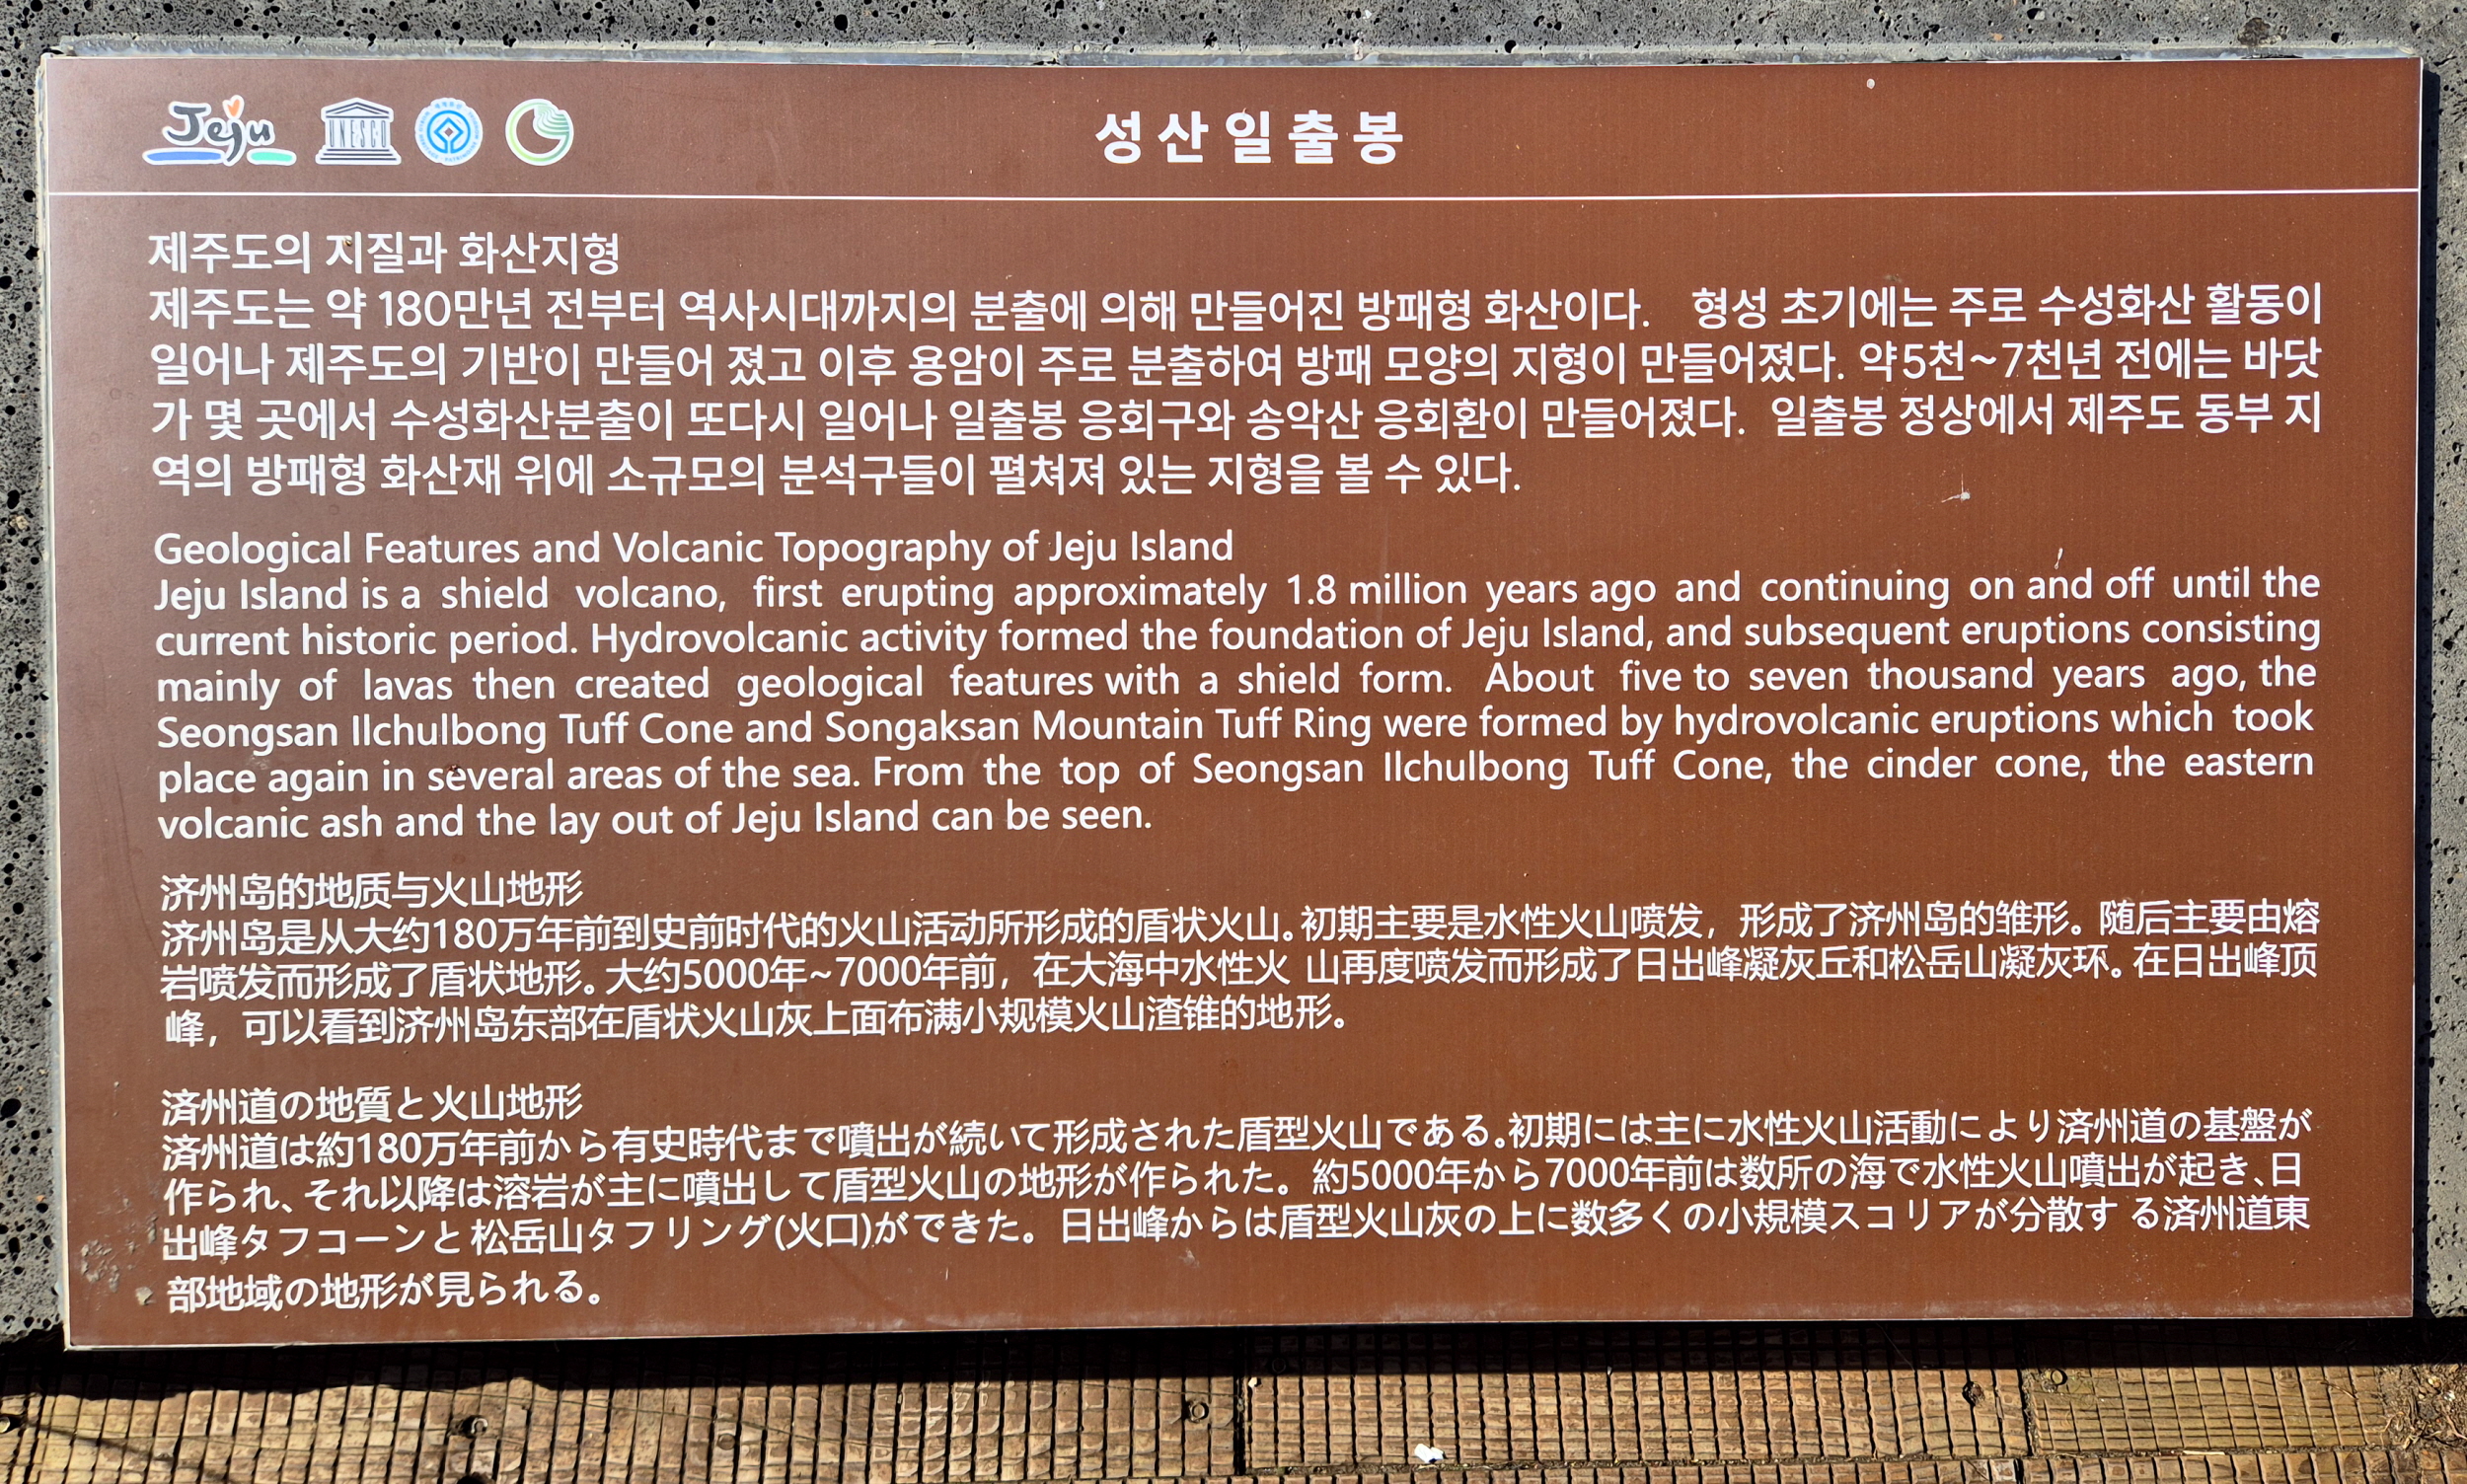 Jeju
UNESCO
성산일출봉
제주도의 지질과 화산지형
제주도는 약 180만년 전부터 역사시대까지의 분출에 의해 만들어진 방패형 화산이다. 형성 초기에는 주로 수성화산 활동이
일어나 제주도의 기반이 만들어 졌고 이후 용암이 주로 분출하여 방패 모양의 지형이 만들어졌다. 약5천~7천년 전에는 바닷
가 몇 곳에서 수성화산분출이 또다시 일어나 일출봉 응회구와 송악산 응회환이 만들어졌다. 일출봉 정상에서 제주도 동부 지
역의 방패형 화산재 위에 소규모의 분석구들이 펼쳐져 있는 지형을 볼 수 있다.
Geological Features and Volcanic Topography of Jeju Island
Jeju Island is a shield volcano, first erupting approximately 1.8 million years ago and continuing on and off until the
current historic period. Hydrovolcanic activity formed the foundation of Jeju Island, and subsequent eruptions consisting
mainly of lavas then created geological features with a shield form. About five to seven thousand years ago, the
Seongsan Ilchulbong Tuff Cone and Songaksan Mountain Tuff Ring were formed by hydrovolcanic eruptions which took
place again in several areas of the sea. From the top of Seongsan Ilchulbong Tuff Cone, the cinder cone, the eastern
volcanic ash and the lay out of Jeju Island can be seen.
济州岛的地质与火山地形
济州岛是从大约180万年前到史前时代的火山活动所形成的盾状火山。初期主要是水性火山喷发，形成了济州岛的雏形。随后主要由熔
岩喷发而形成了盾状地形。大约5000年~7000年前，在大海中水性火 山再度喷发而形成了日出峰凝灰丘和松岳山凝灰环。在日出峰顶
峰，可以看到济州岛东部在盾状火山灰上面布满小规模火山渣锥的地形。
済州道の地質と火山地形
済州道は約180万年前から有史時代まで噴出が続いて形成された盾型火山である。初期には主に水性火山活動により済州道の基盤が
作られ、それ以降は溶岩が主に噴出して盾型火山の地形が作られた。約5000年から7000年前は数所の海で水性火山噴出が起き、日
出峰タフコーンと松岳山タフリング(火口)ができた。日出峰からは盾型火山灰の上に数多くの小規模スコリアが分散す る済州道東
部地域の地形が見られる。